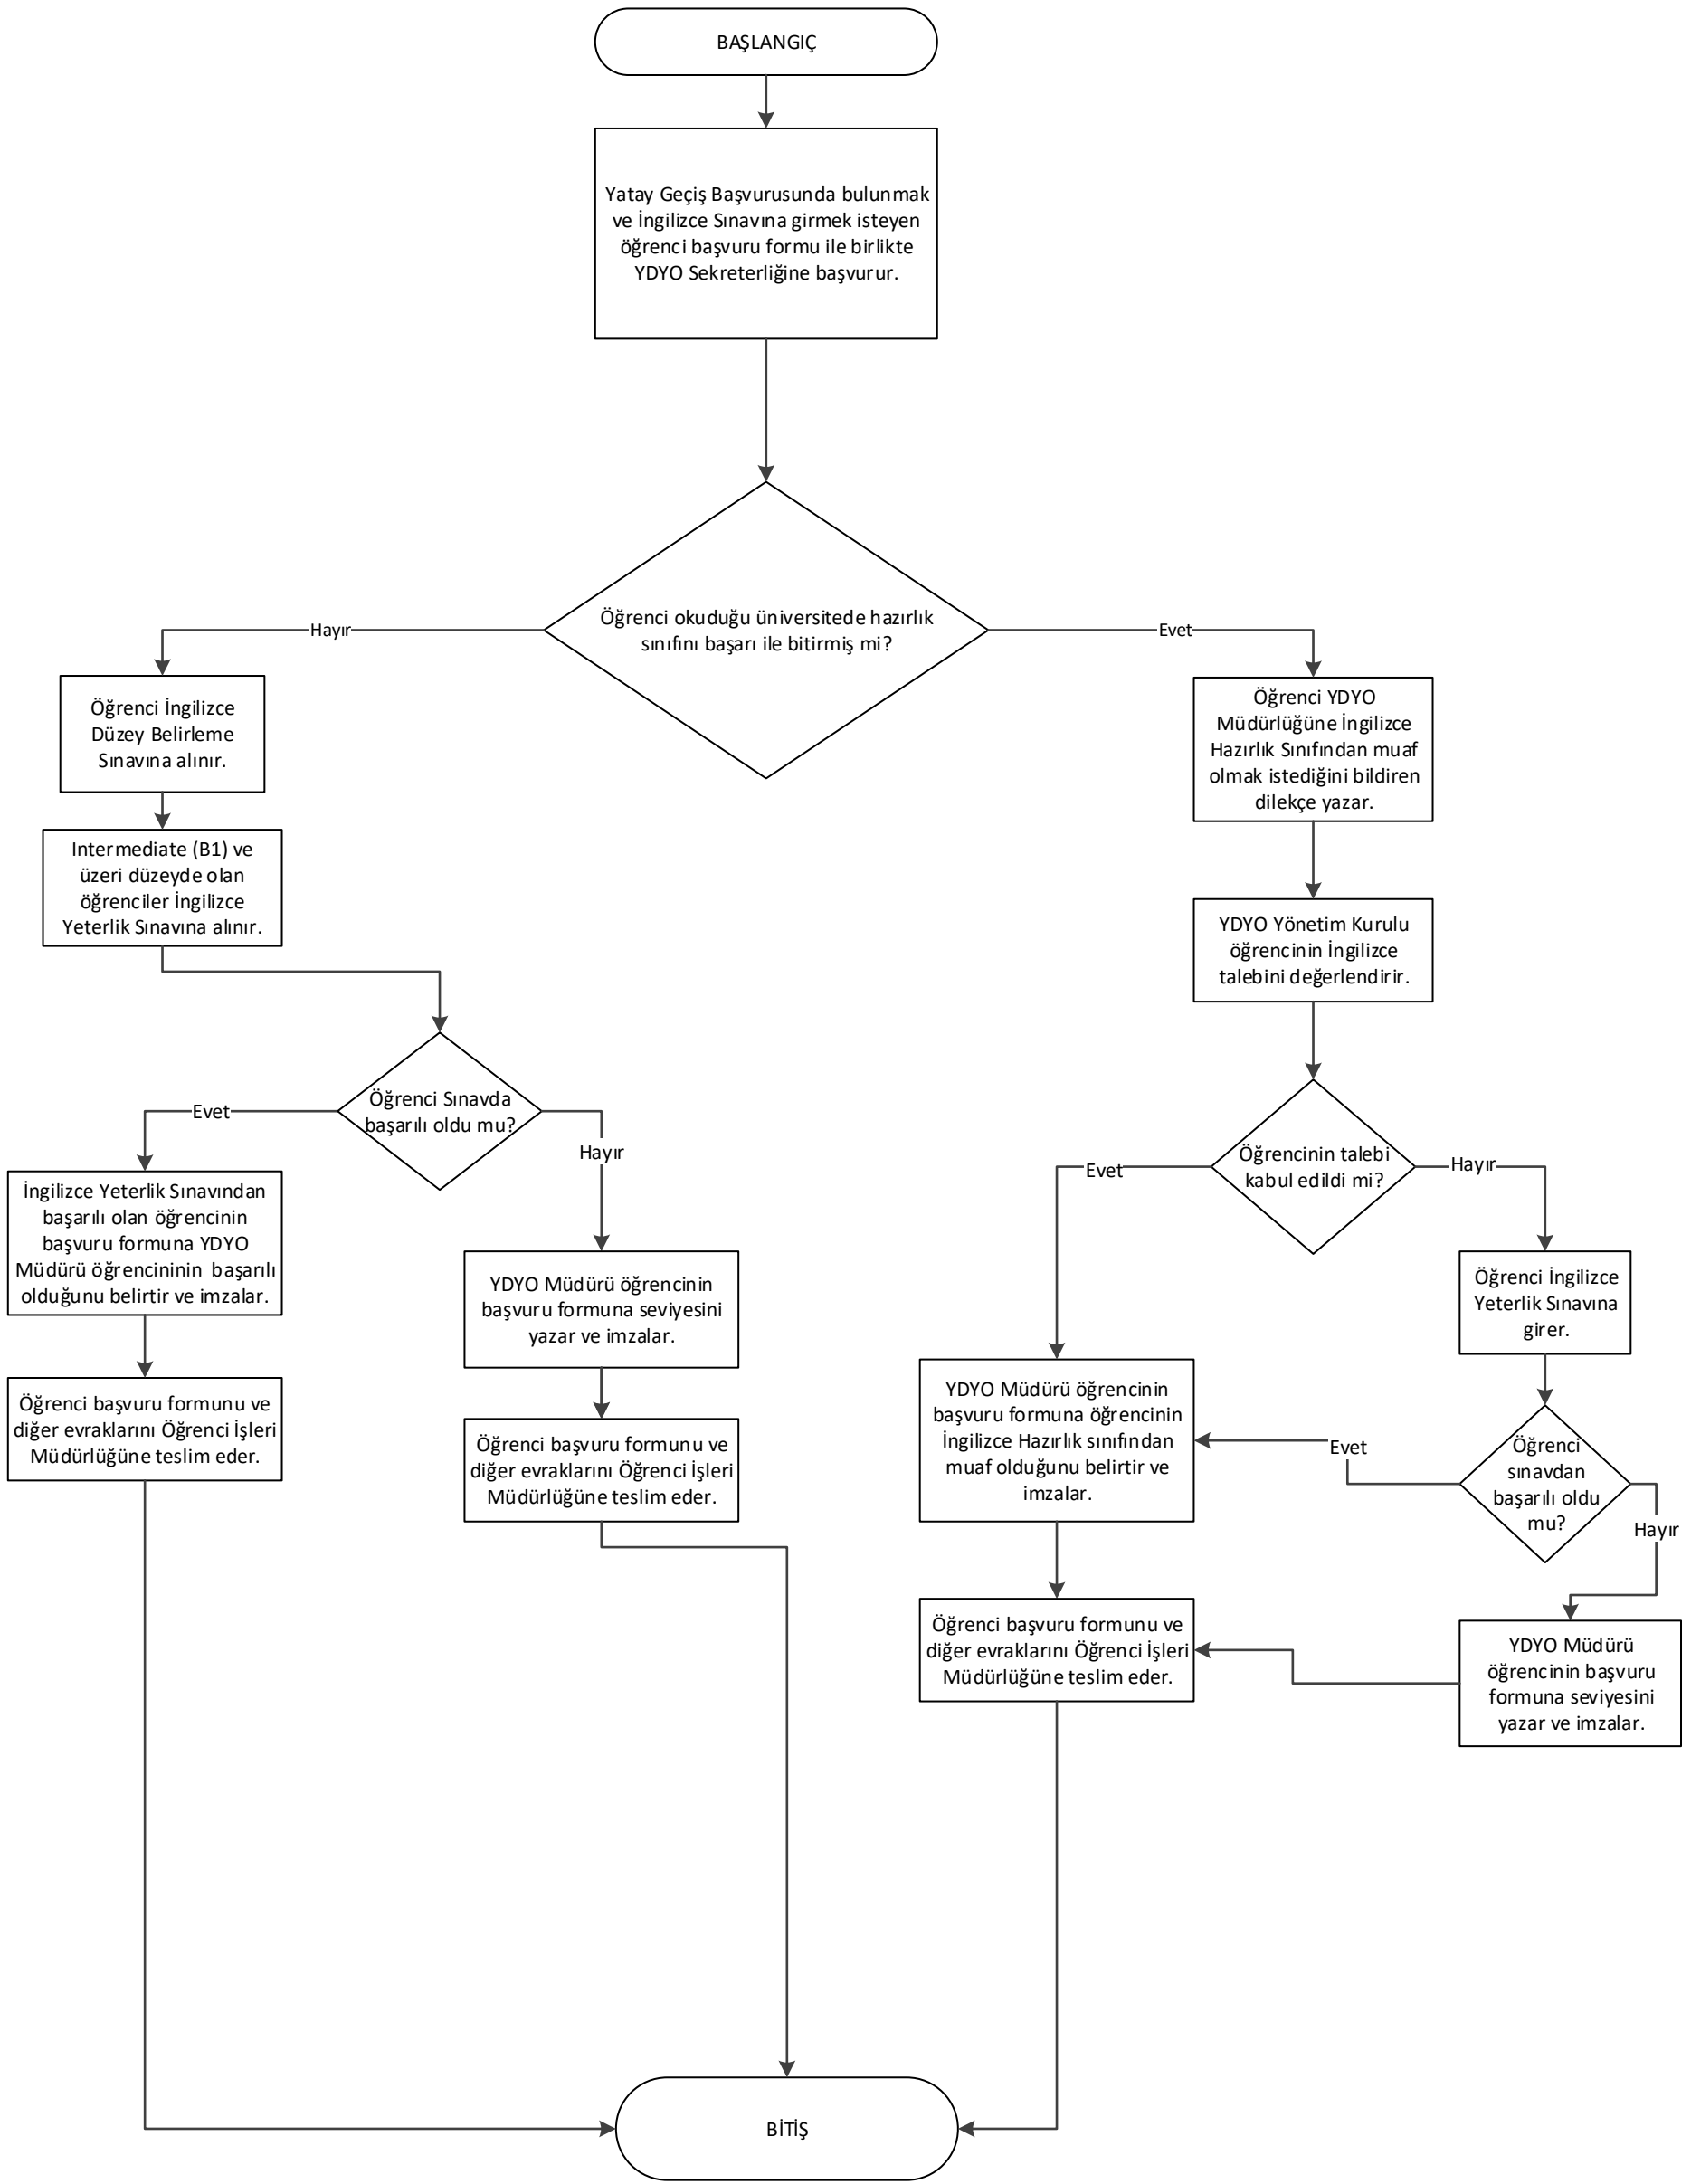 BAŞLANGIÇ
Yatay Geçiş Başvurusunda bulunmak
ve İngilizce Sınavına girmek isteyen
öğrenci başvuru formu ile birlikte
YDYO Sekreterliğine başvurur.
Öğrenci okuduğu üniversitede hazırlık
sınıfını başarı ile bitirmiş mi?
Hayır
Evet
Öğrenci İngilizce
Düzey Belirleme
Sınavına alınır.
Intermediate (B1) ve
üzeri düzeyde olan
öğrenciler İngilizce
Yeterlik Sınavına alınır.
Öğrenci Sınavda
başarılı oldu mu?
Evet
Hayır
İngilizce Yeterlik Sınavından
başarılı olan öğrencinin
başvuru formuna YDYO
Müdürü öğrencininin  başarılı
olduğunu belirtir ve imzalar.
Öğrenci başvuru formunu ve
diğer evraklarını Öğrenci İşleri
Müdürlüğüne teslim eder.
YDYO Müdürü öğrencinin
başvuru formuna seviyesini
yazar ve imzalar.
Öğrenci başvuru formunu ve
diğer evraklarını Öğrenci İşleri
Müdürlüğüne teslim eder.
Öğrenci YDYO
Müdürlüğüne İngilizce
Hazırlık Sınıfından muaf
olmak istediğini bildiren
dilekçe yazar.
YDYO Yönetim Kurulu
öğrencinin İngilizce
talebini değerlendirir.
Öğrencinin talebi
kabul edildi mi?
Evet
Hayır
YDYO Müdürü öğrencinin
başvuru formuna öğrencinin
İngilizce Hazırlık sınıfından
muaf olduğunu belirtir ve
imzalar.
Öğrenci İngilizce
Yeterlik Sınavına
girer.
Öğrenci
sınavdan
başarılı oldu
mu?
Evet
Hayır
Öğrenci başvuru formunu ve
diğer evraklarını Öğrenci İşleri
Müdürlüğüne teslim eder.
YDYO Müdürü
öğrencinin başvuru
formuna seviyesini
yazar ve imzalar.
BİTİŞ